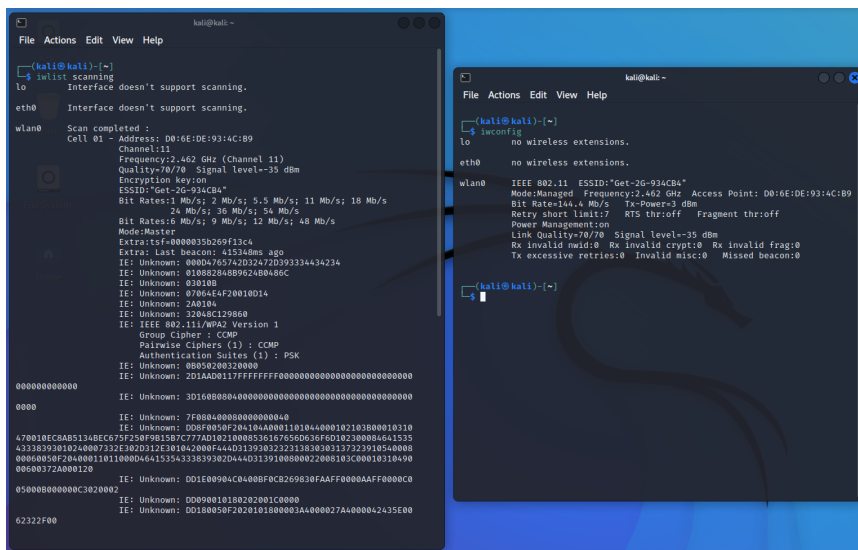 kali@kali: ~
File Actions Edit View Help
┌──(kali㉿kali)-[~]
└─$ iwlist scanning
lo        Interface doesn't support scanning.
eth0      Interface doesn't support scanning.
wlan0     Scan completed :
Cell 01 - Address: D0:6E:DE:93:4C:B9
Channel:11
Frequency:2.462 GHz (Channel 11)
Quality=70/70  Signal level=-35 dBm
Encryption key:on
ESSID:"Get-2G-934CB4"
Bit Rates:1 Mb/s; 2 Mb/s; 5.5 Mb/s; 11 Mb/s; 18 Mb/s
24 Mb/s; 36 Mb/s; 54 Mb/s
Bit Rates:6 Mb/s; 9 Mb/s; 12 Mb/s; 48 Mb/s
Mode:Master
Extra:tsf=0000035b269f13c4
Extra: Last beacon: 415348ms ago
IE: Unknown: 000D4765742D32472D393334434234
IE: Unknown: 010882848B9624B0486C
IE: Unknown: 03010B
IE: Unknown: 07064E4F20010D14
IE: Unknown: 2A0104
IE: Unknown: 32048C129860
IE: IEEE 802.11i/WPA2 Version 1
Group Cipher : CCMP
Pairwise Ciphers (1) : CCMP
Authentication Suites (1) : PSK
IE: Unknown: 0B050200320000
IE: Unknown: 2D1AAD0117FFFFFFFF0000000000000000000000000000
000000000000
IE: Unknown: 3D160B080400000000000000000000000000000000
0000
IE: Unknown: 7F080400080000000040
IE: Unknown:
00600372A000120
IE: Unknown: DD1E00904C0400BF0CB269830FAAFF0000AAFF0000C0
05000B000000C3020002
IE: Unknown: DD090010180202001C0000
IE: Unknown: DD180050F2020101800003A4000027A4000042435E00
62322F00
kali@kali: ~
File Actions Edit View Help
┌──(kali㉿kali)-[~]
└─$ iwconfig
lo        no wireless extensions.
eth0      no wireless extensions.
wlan0     IEEE 802.11  ESSID:"Get-2G-934CB4"
Mode:Managed  Frequency:2.462 GHz  Access Point: D0:6E:DE:93:4C:B9
Bit Rate=144.4 Mb/s   Tx-Power=3 dBm
Retry short limit:7   RTS thr:off   Fragment thr:off
Power Management:on
Link Quality=70/70  Signal level=-35 dBm
Rx invalid nwid:0  Rx invalid crypt:0  Rx invalid frag:0
Tx excessive retries:0  Invalid misc:0   Missed beacon:0
┌──(kali㉿kali)-[~]
└─$